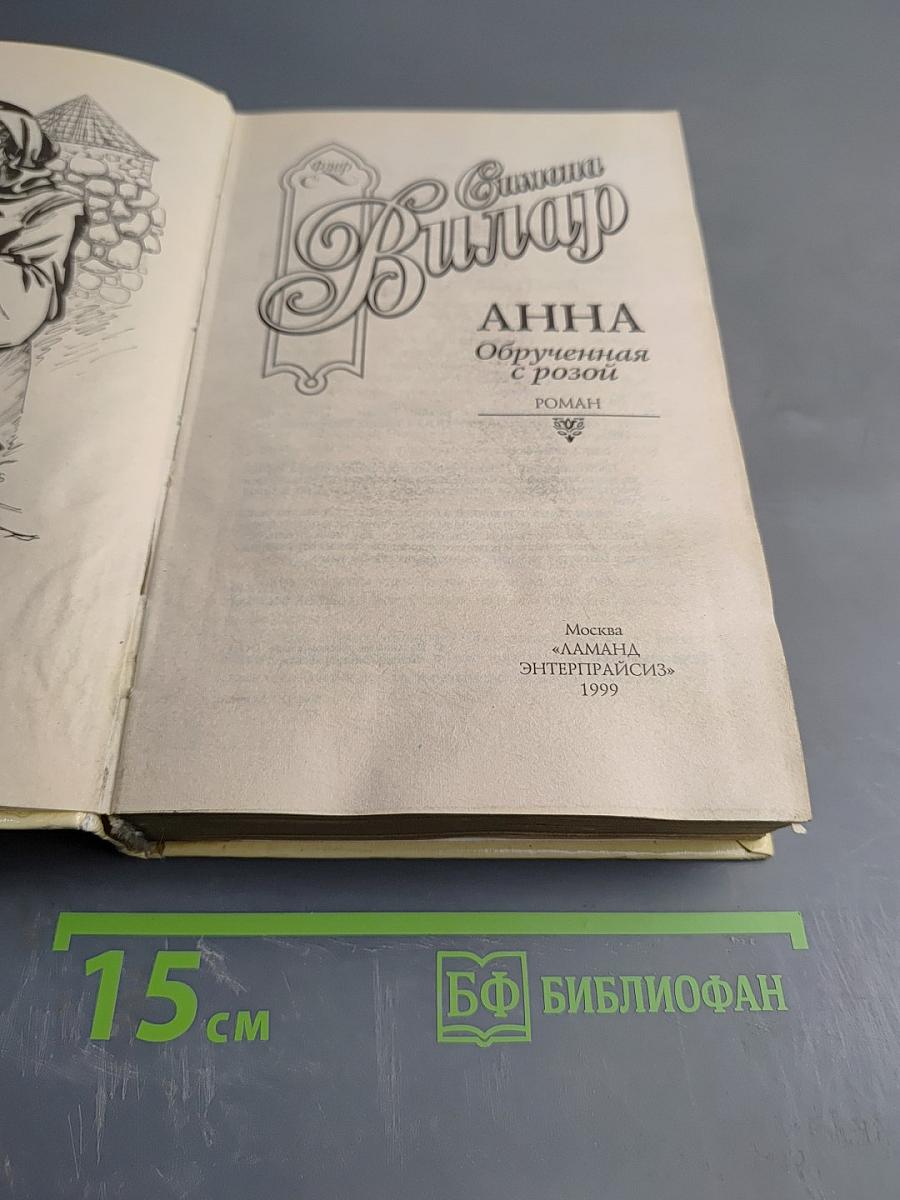 Симона
Вилар
АННА
Обрученная
с розой
РОМАН
Москва
«ЛАМАНД
ЭНТЕРПРАЙСИЗ»
1999
15 см
БФ БИБЛИОФАН